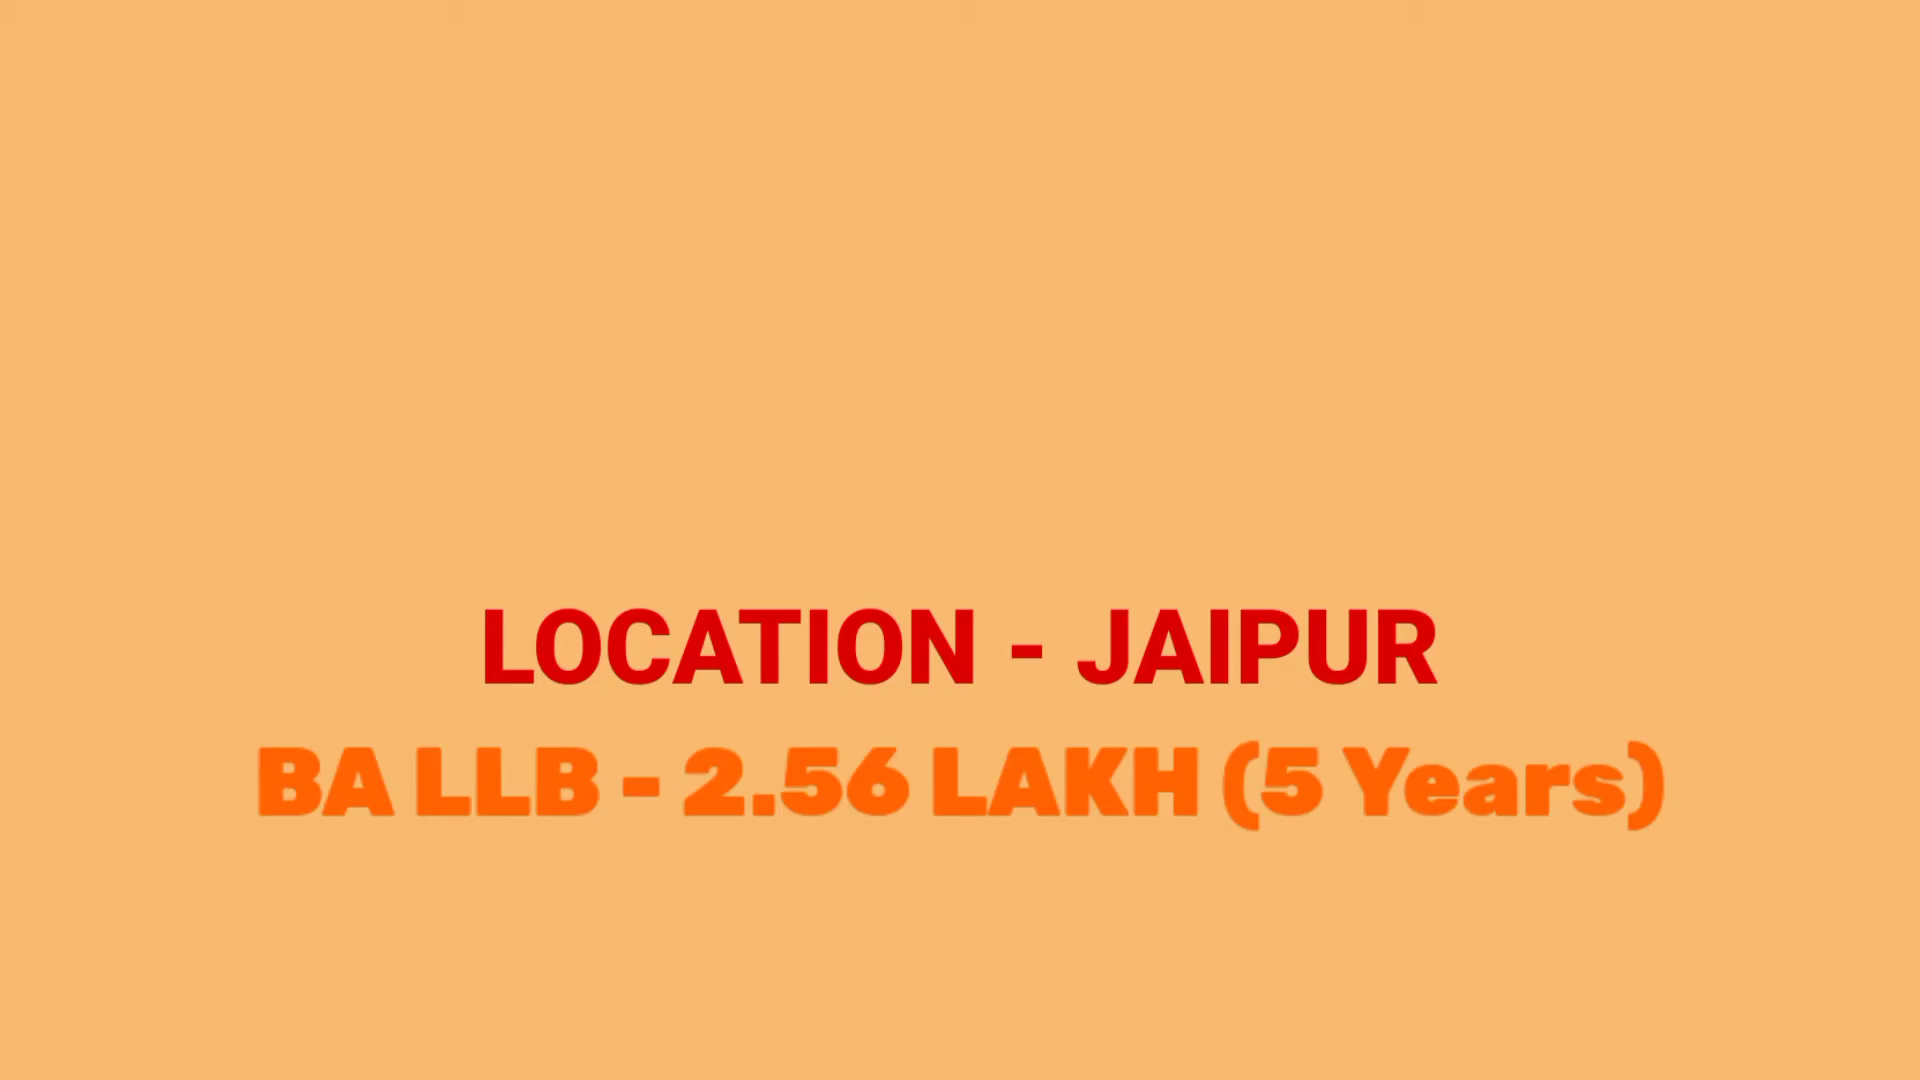 LOCATION - JAIPUR
BA LLB - 2.56 LAKH (5 Years)